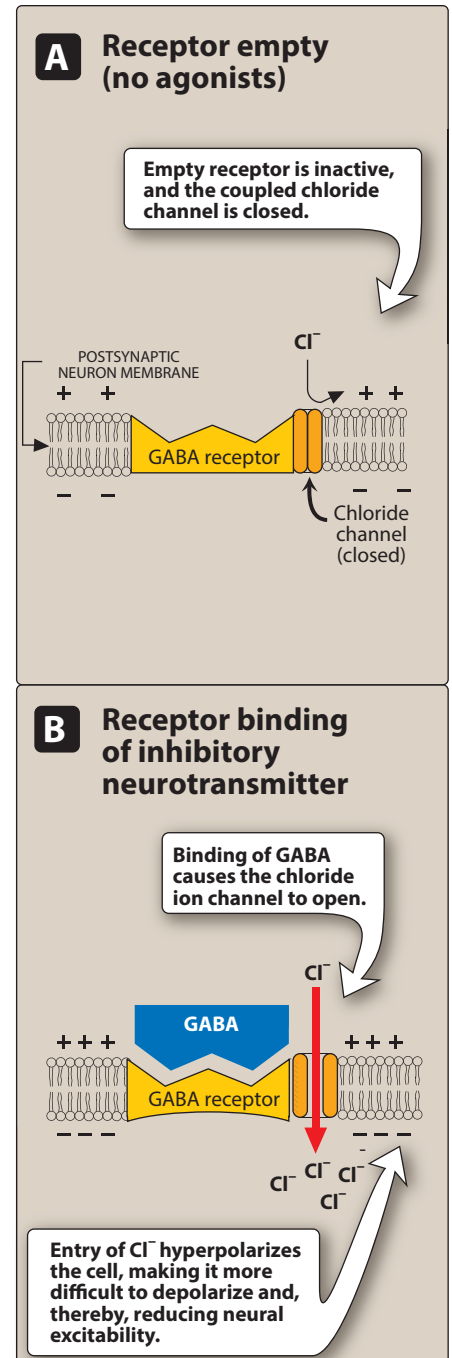 A Receptor empty
(no agonists)
Empty receptor is inactive,
and the coupled chloride
channel is closed.
Cl⁻
POSTSYNAPTIC
NEURON MEMBRANE
+ + + +
GABA receptor
– – – –
Chloride
channel
(closed)
B Receptor binding
of inhibitory
neurotransmitter
Binding of GABA
causes the chloride
ion channel to open.
Cl⁻
GABA
+++ +++
GABA receptor
––– –––
Cl⁻ Cl⁻ Cl⁻
Cl⁻
Entry of Cl⁻ hyperpolarizes
the cell, making it more
difficult to depolarize and,
thereby, reducing neural
excitability.